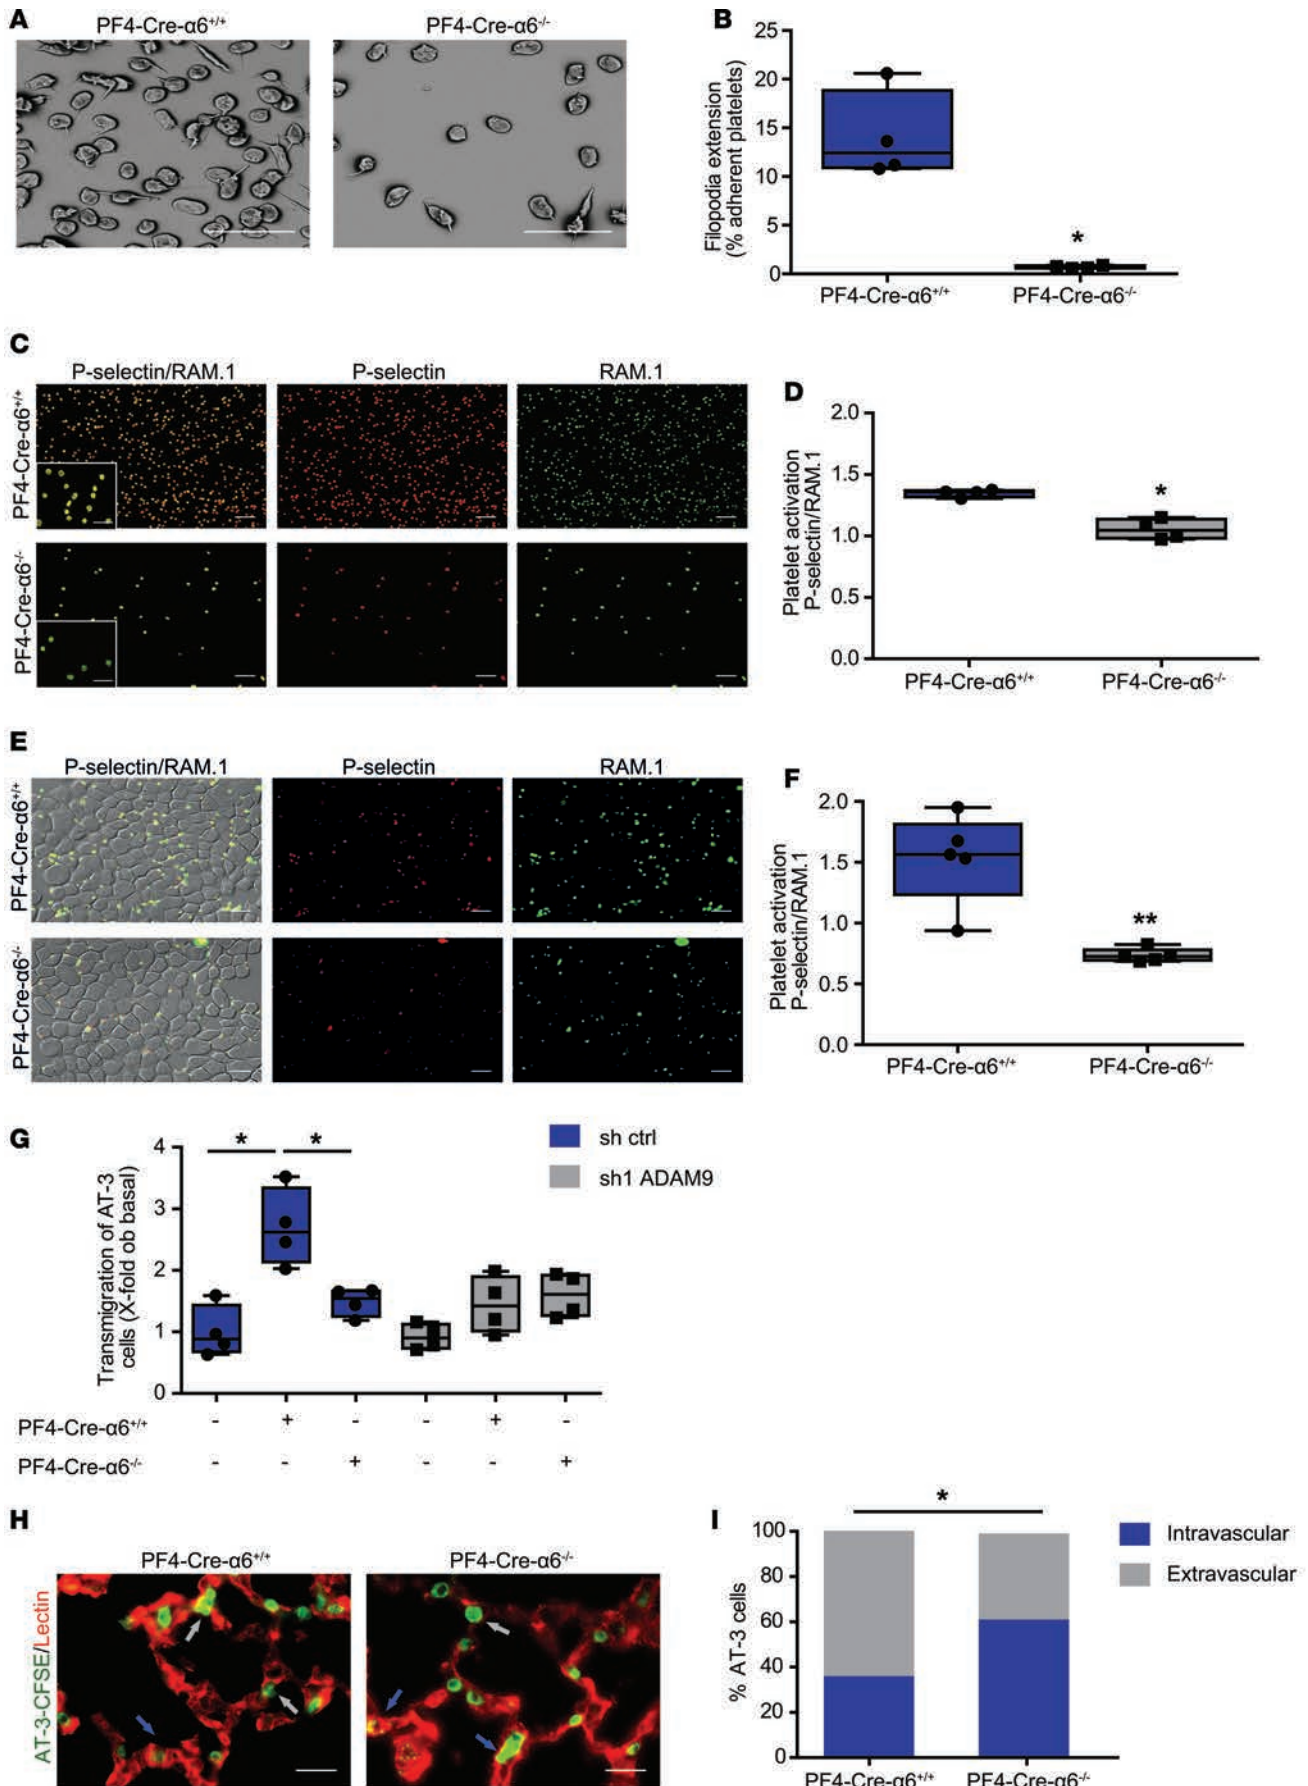 A
PF4-Cre-α6+/+
PF4-Cre-α6-/-
B
Filopodia extension
(% adherent platelets)
25
20
15
10
5
0
*
PF4-Cre-α6+/+
PF4-Cre-α6-/-
C
P-selectin/RAM.1
P-selectin
RAM.1
PF4-Cre-α6+/+
PF4-Cre-α6-/-
D
Platelet activation
P-selectin/RAM.1
2.0
1.5
1.0
0.5
0.0
*
PF4-Cre-α6+/+
PF4-Cre-α6-/-
E
P-selectin/RAM.1
P-selectin
RAM.1
PF4-Cre-α6+/+
PF4-Cre-α6-/-
F
Platelet activation
P-selectin/RAM.1
2.0
1.5
1.0
0.5
0.0
**
PF4-Cre-α6+/+
PF4-Cre-α6-/-
G
Transmigration of AT-3
cells (X-fold ob basal)
4
3
2
1
0
* *
sh ctrl
sh1 ADAM9
PF4-Cre-α6+/+ - + - - + -
PF4-Cre-α6-/- - - + - - +
H
PF4-Cre-α6+/+
PF4-Cre-α6-/-
AT-3-CFSE/Lectin
I
% AT-3 cells
100
80
60
40
20
0
*
Intravascular
Extravascular
PF4-Cre-α6+/+
PF4-Cre-α6-/-